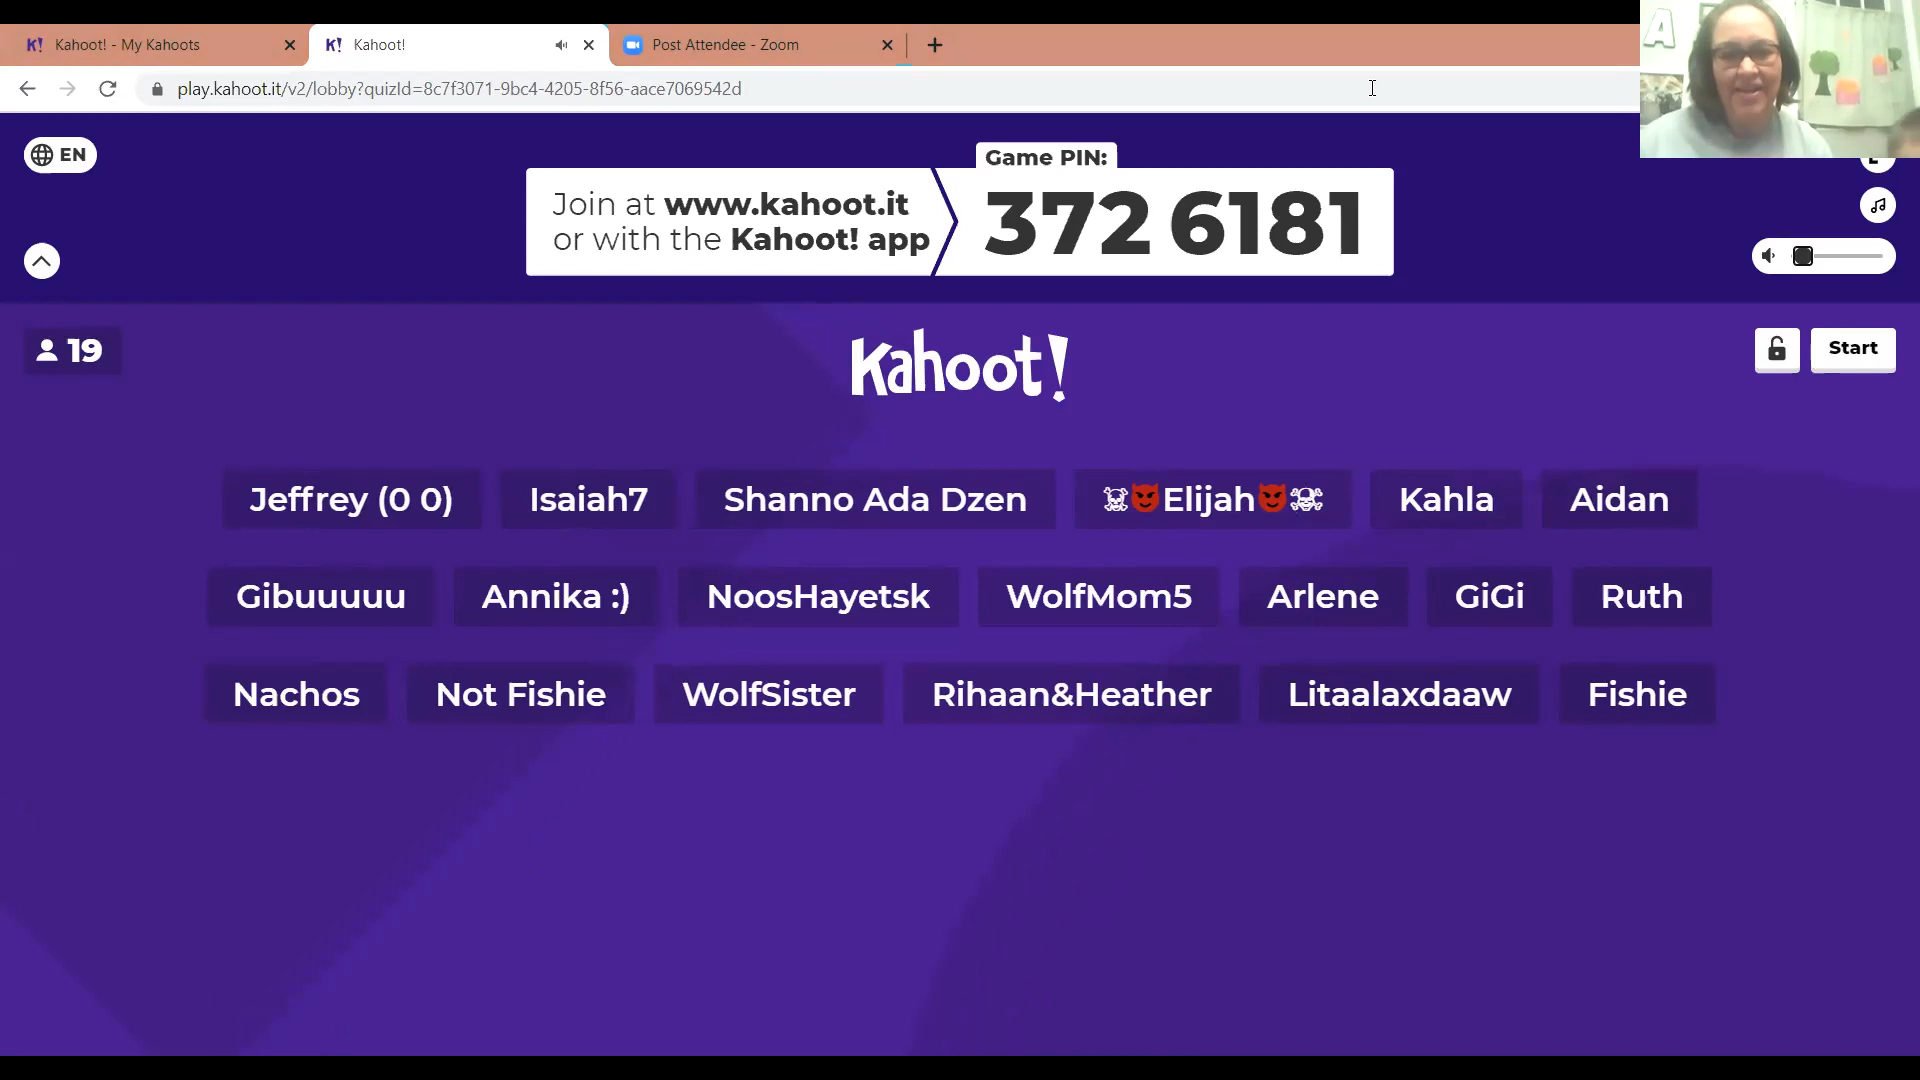 Kahoot! - My Kahoots
Kahoot!
Post Attendee - Zoom
play.kahoot.it/v2/lobby?quizId=8c7f3071-9bc4-4205-8f56-aace7069542d
A
EN
Join at www.kahoot.it
or with the Kahoot! app
Game PIN:
372 6181
19
Kahoot!
Start
Jeffrey (0 0) Isaiah7 Shanno Ada Dzen ☠😈Elijah😈☠ Kahla Aidan
Gibuuuuu Annika :) NoosHayetsk WolfMom5 Arlene GiGi Ruth
Nachos Not Fishie WolfSister Rihaan&Heather Litaalaxdaaw Fishie